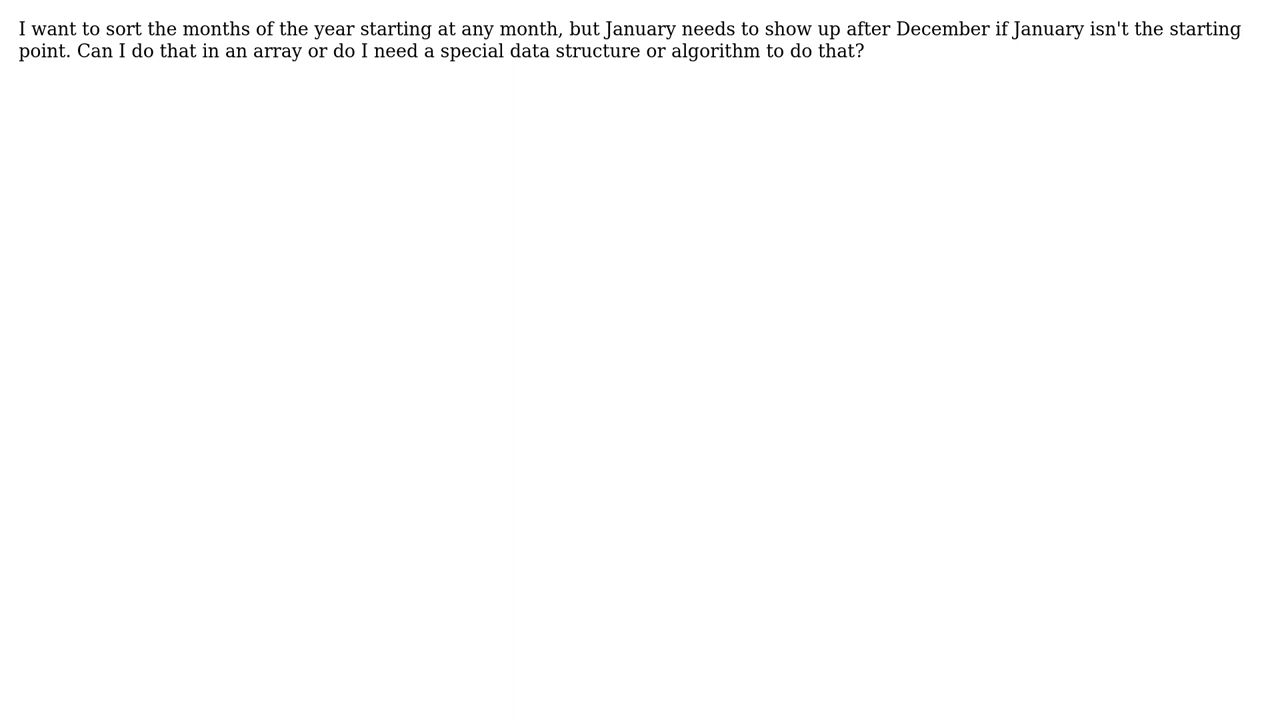 I want to sort the months of the year starting at any month, but January needs to show up after December if January isn't the starting
point. Can I do that in an array or do I need a special data structure or algorithm to do that?